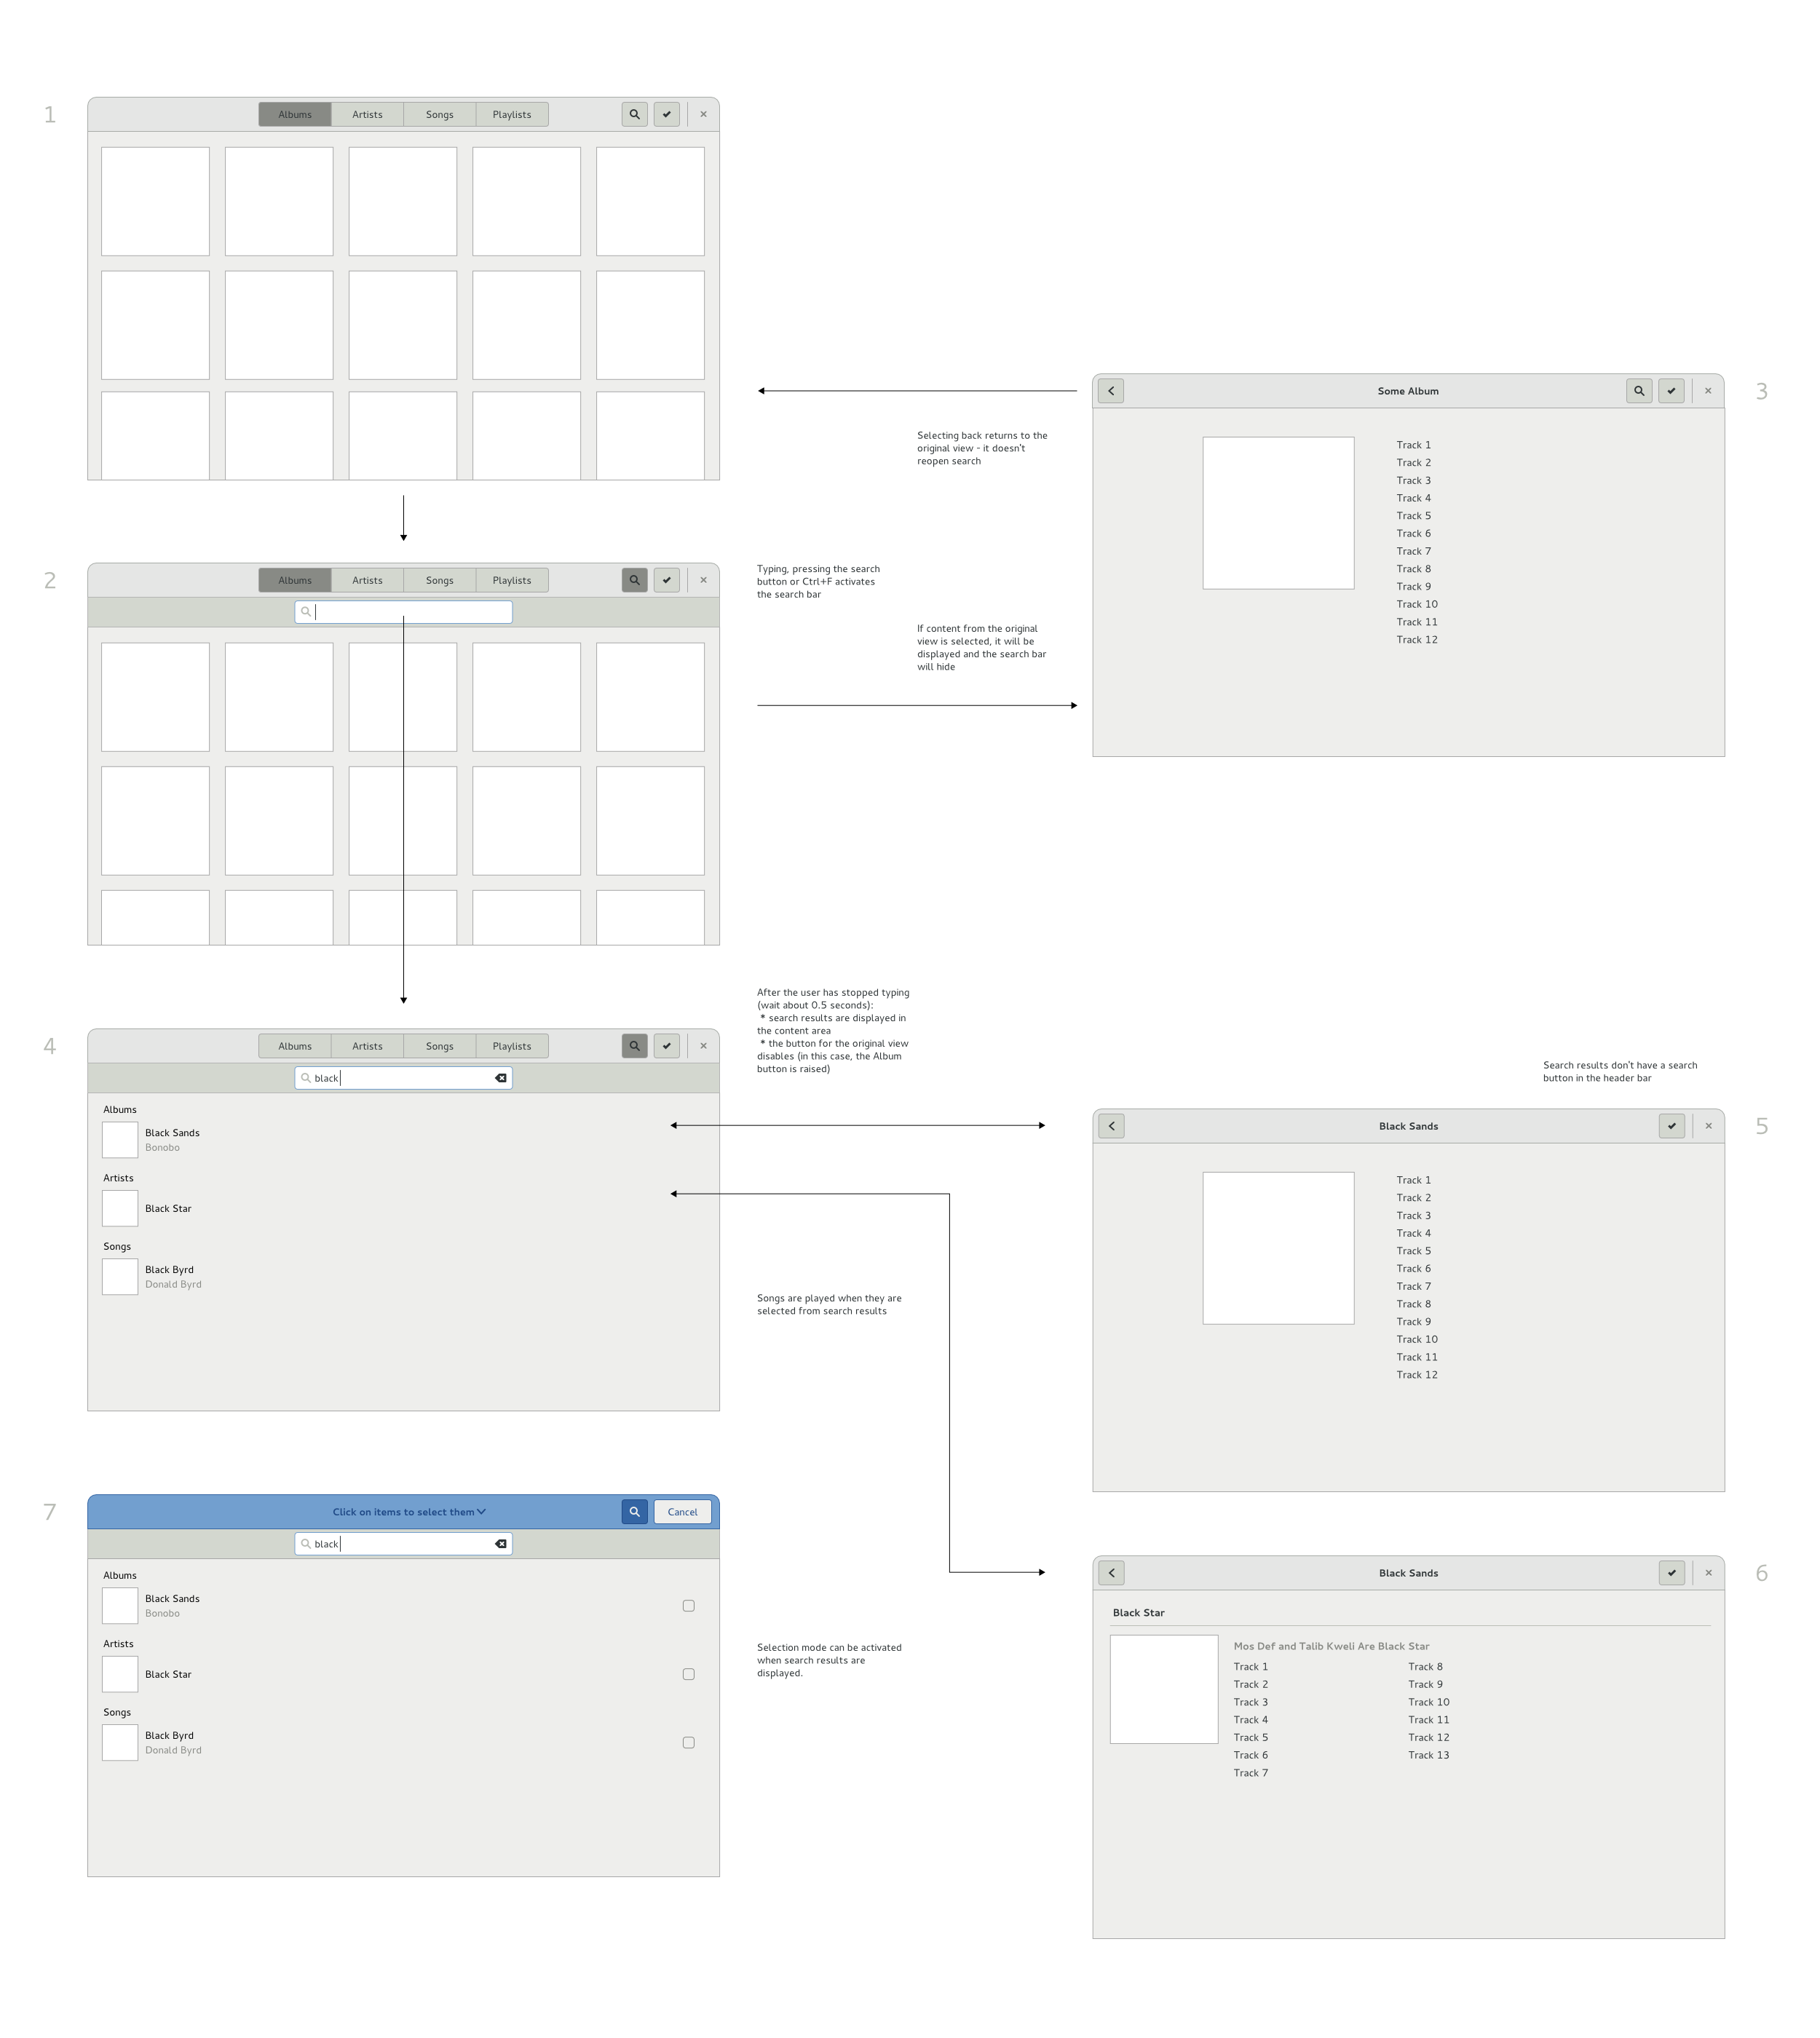 1
Albums Artists Songs Playlists
3
Some Album
Selecting back returns to the
original view - it doesn't
reopen search
Track 1
Track 2
Track 3
Track 4
Track 5
Track 6
Track 7
Track 8
Track 9
Track 10
Track 11
Track 12
2
Albums Artists Songs Playlists
Typing, pressing the search
button or Ctrl+F activates
the search bar
If content from the original
view is selected, it will be
displayed and the search bar
will hide
After the user has stopped typing
(wait about 0.5 seconds):
* search results are displayed in
the content area
* the button for the original view
disables (in this case, the Album
button is raised)
4
Albums Artists Songs Playlists
black
Albums
Black Sands
Bonobo
Artists
Black Star
Songs
Black Byrd
Donald Byrd
Search results don't have a search
button in the header bar
5
Black Sands
Track 1
Track 2
Track 3
Track 4
Track 5
Track 6
Track 7
Track 8
Track 9
Track 10
Track 11
Track 12
Songs are played when they are
selected from search results
7
Click on items to select them
Cancel
black
Albums
Black Sands
Bonobo
Artists
Black Star
Songs
Black Byrd
Donald Byrd
Selection mode can be activated
when search results are
displayed.
6
Black Sands
Black Star
Mos Def and Talib Kweli Are Black Star
Track 1
Track 2
Track 3
Track 4
Track 5
Track 6
Track 7
Track 8
Track 9
Track 10
Track 11
Track 12
Track 13